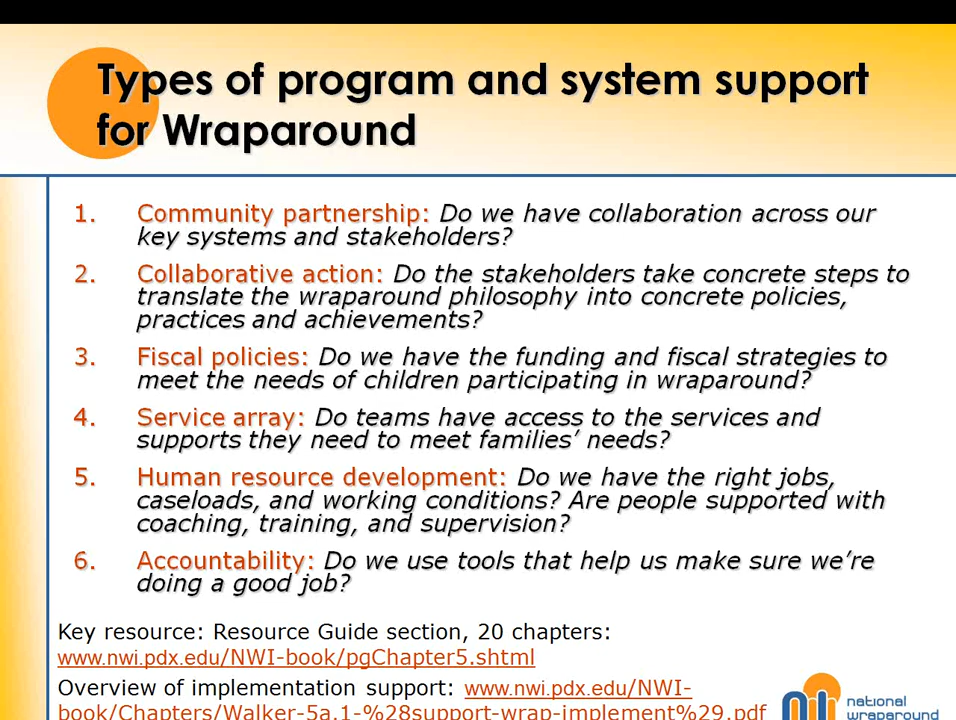 Types of program and system support
for Wraparound
1. Community partnership: Do we have collaboration across our
key systems and stakeholders?
2. Collaborative action: Do the stakeholders take concrete steps to
translate the wraparound philosophy into concrete policies,
practices and achievements?
3. Fiscal policies: Do we have the funding and fiscal strategies to
meet the needs of children participating in wraparound?
4. Service array: Do teams have access to the services and
supports they need to meet families’ needs?
5. Human resource development: Do we have the right jobs,
caseloads, and working conditions? Are people supported with
coaching, training, and supervision?
6. Accountability: Do we use tools that help us make sure we’re
doing a good job?
Key resource: Resource Guide section, 20 chapters:
www.nwi.pdx.edu/NWI-book/pgChapter5.shtml
Overview of implementation support: www.nwi.pdx.edu/NWI-
book/Chapters/Walker-5a.1-%28support-wrap-implement%29.pdf
national
wraparound